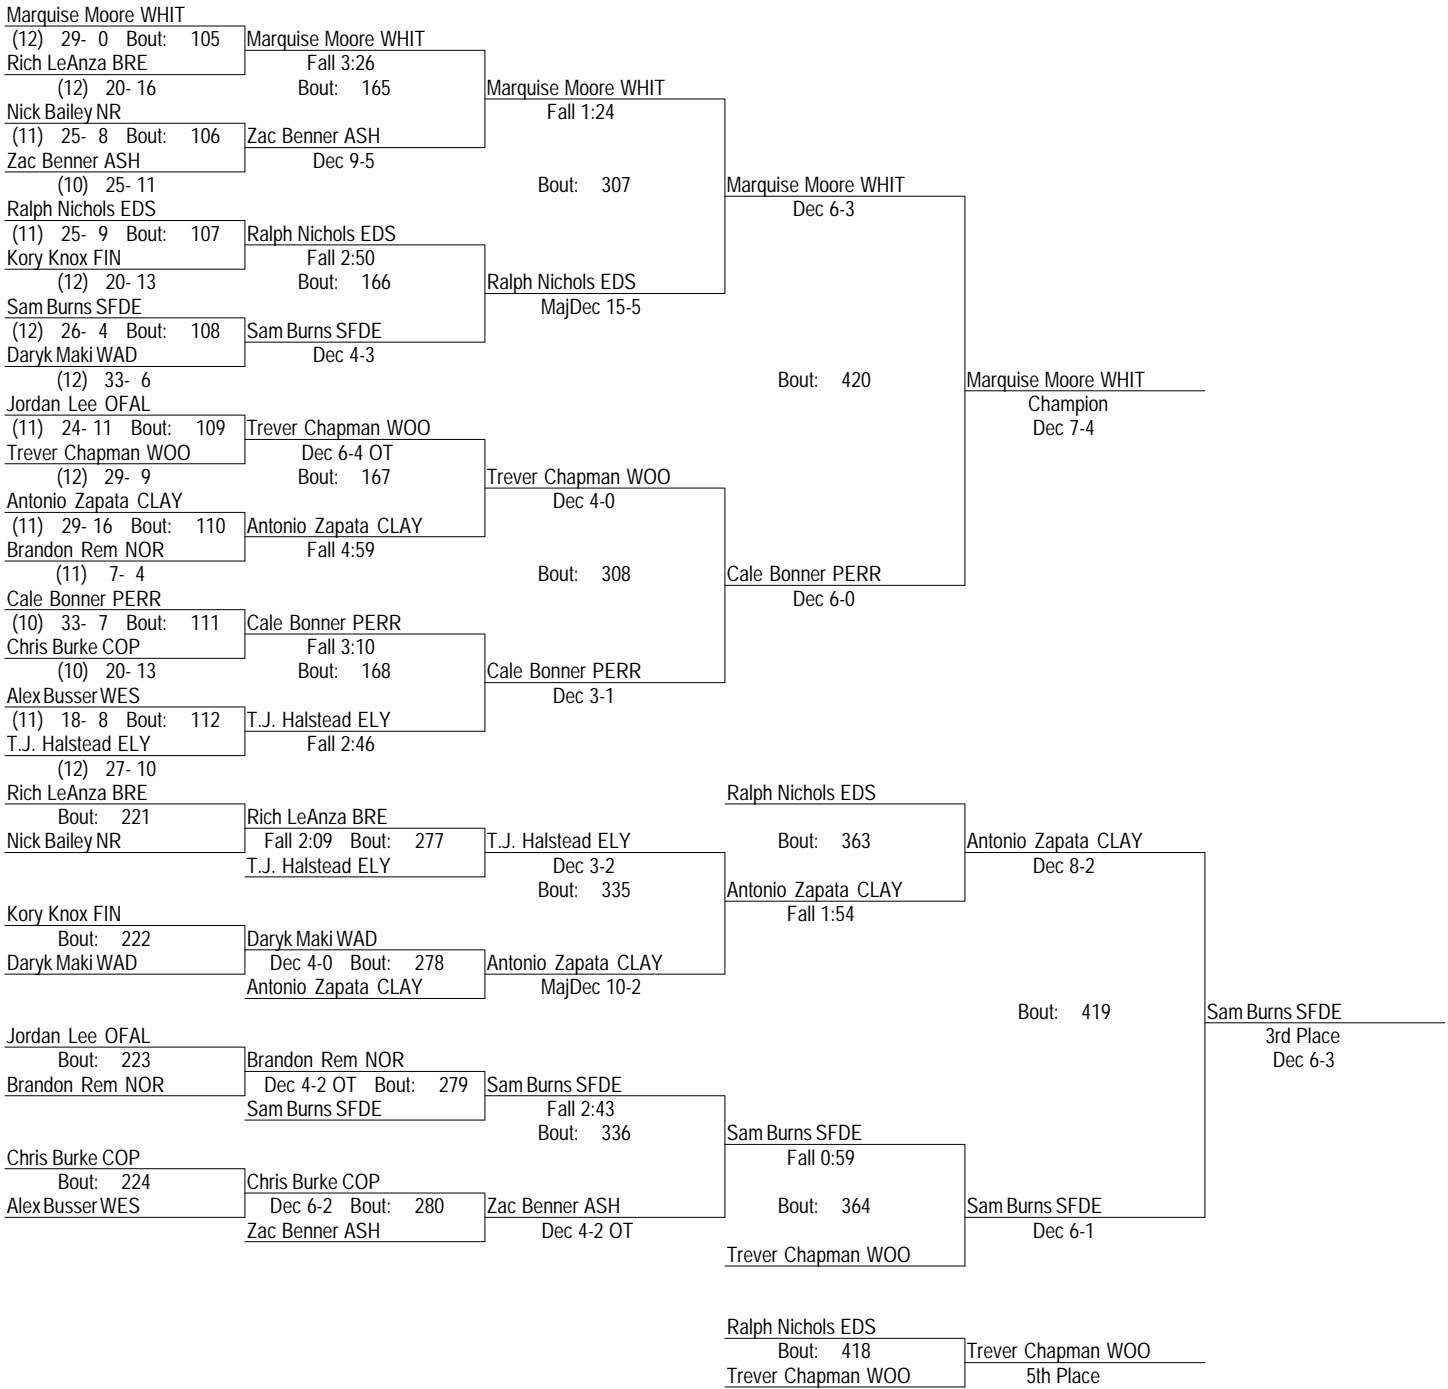 Marquise Moore WHIT
(12) 29- 0 Bout: 105 Marquise Moore WHIT
Rich LeAnza BRE Fall 3:26
(12) 20- 16 Bout: 165 Marquise Moore WHIT
Nick Bailey NR Fall 1:24
(11) 25- 8 Bout: 106 Zac Benner ASH
Zac Benner ASH Dec 9-5
(10) 25- 11 Bout: 307 Marquise Moore WHIT
Ralph Nichols EDS Dec 6-3
(11) 25- 9 Bout: 107 Ralph Nichols EDS
Kory Knox FIN Fall 2:50
(12) 20- 13 Bout: 166 Ralph Nichols EDS
Sam Burns SFDE MajDec 15-5
(12) 26- 4 Bout: 108 Sam Burns SFDE
Daryk Maki WAD Dec 4-3
(12) 33- 6 Bout: 420 Marquise Moore WHIT
Jordan Lee OFAL Champion
(11) 24- 11 Bout: 109 Trever Chapman WOO Dec 7-4
Trever Chapman WOO Dec 6-4 OT
(12) 29- 9 Bout: 167 Trever Chapman WOO
Antonio Zapata CLAY Dec 4-0
(11) 29- 16 Bout: 110 Antonio Zapata CLAY
Brandon Rem NOR Fall 4:59
(11) 7- 4 Bout: 308 Cale Bonner PERR
Cale Bonner PERR Dec 6-0
(10) 33- 7 Bout: 111 Cale Bonner PERR
Chris Burke COP Fall 3:10
(10) 20- 13 Bout: 168 Cale Bonner PERR
Alex Busser WES Dec 3-1
(11) 18- 8 Bout: 112 T.J. Halstead ELY
T.J. Halstead ELY Fall 2:46
(12) 27- 10
Rich LeAnza BRE Ralph Nichols EDS
Bout: 221 Rich LeAnza BRE
Nick Bailey NR Fall 2:09 Bout: 277 T.J. Halstead ELY Bout: 363 Antonio Zapata CLAY
T.J. Halstead ELY Dec 3-2 Dec 8-2
Bout: 335 Antonio Zapata CLAY
Kory Knox FIN Fall 1:54
Bout: 222 Daryk Maki WAD
Daryk Maki WAD Dec 4-0 Bout: 278 Antonio Zapata CLAY
Antonio Zapata CLAY MajDec 10-2
Bout: 419 Sam Burns SFDE
Jordan Lee OFAL 3rd Place
Bout: 223 Brandon Rem NOR Dec 6-3
Brandon Rem NOR Dec 4-2 OT Bout: 279 Sam Burns SFDE
Sam Burns SFDE Fall 2:43
Bout: 336 Sam Burns SFDE
Chris Burke COP Fall 0:59
Bout: 224 Chris Burke COP
Alex Busser WES Dec 6-2 Bout: 280 Zac Benner ASH Bout: 364 Sam Burns SFDE
Zac Benner ASH Dec 4-2 OT Dec 6-1
Trever Chapman WOO
Ralph Nichols EDS
Bout: 418 Trever Chapman WOO
Trever Chapman WOO 5th Place